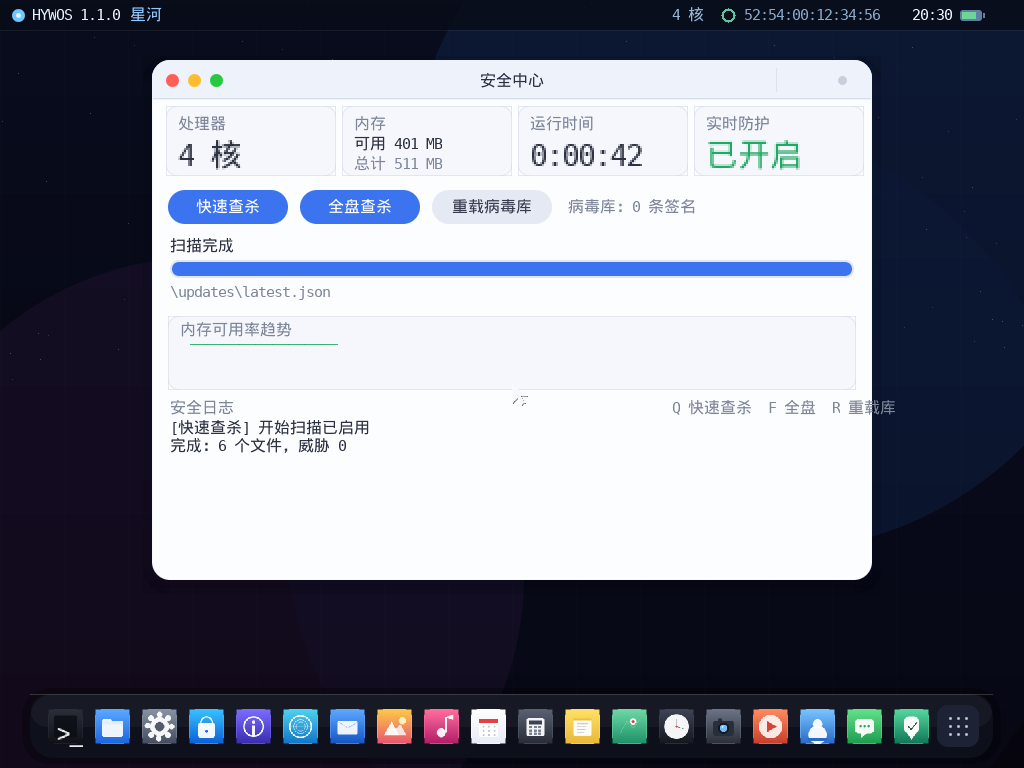 HYWOS 1.1.0 星河
4 核 52:54:00:12:34:56 20:30
安全中心
处理器
4 核
内存
可用 401 MB
总计 511 MB
运行时间
0:00:42
实时防护
已开启
快速查杀 全盘查杀 重载病毒库 病毒库: 0 条签名
扫描完成
\updates\latest.json
内存可用率趋势
安全日志
Q 快速查杀 F 全盘 R 重载库
[快速查杀] 开始扫描已启用
完成: 6 个文件, 威胁 0
>_